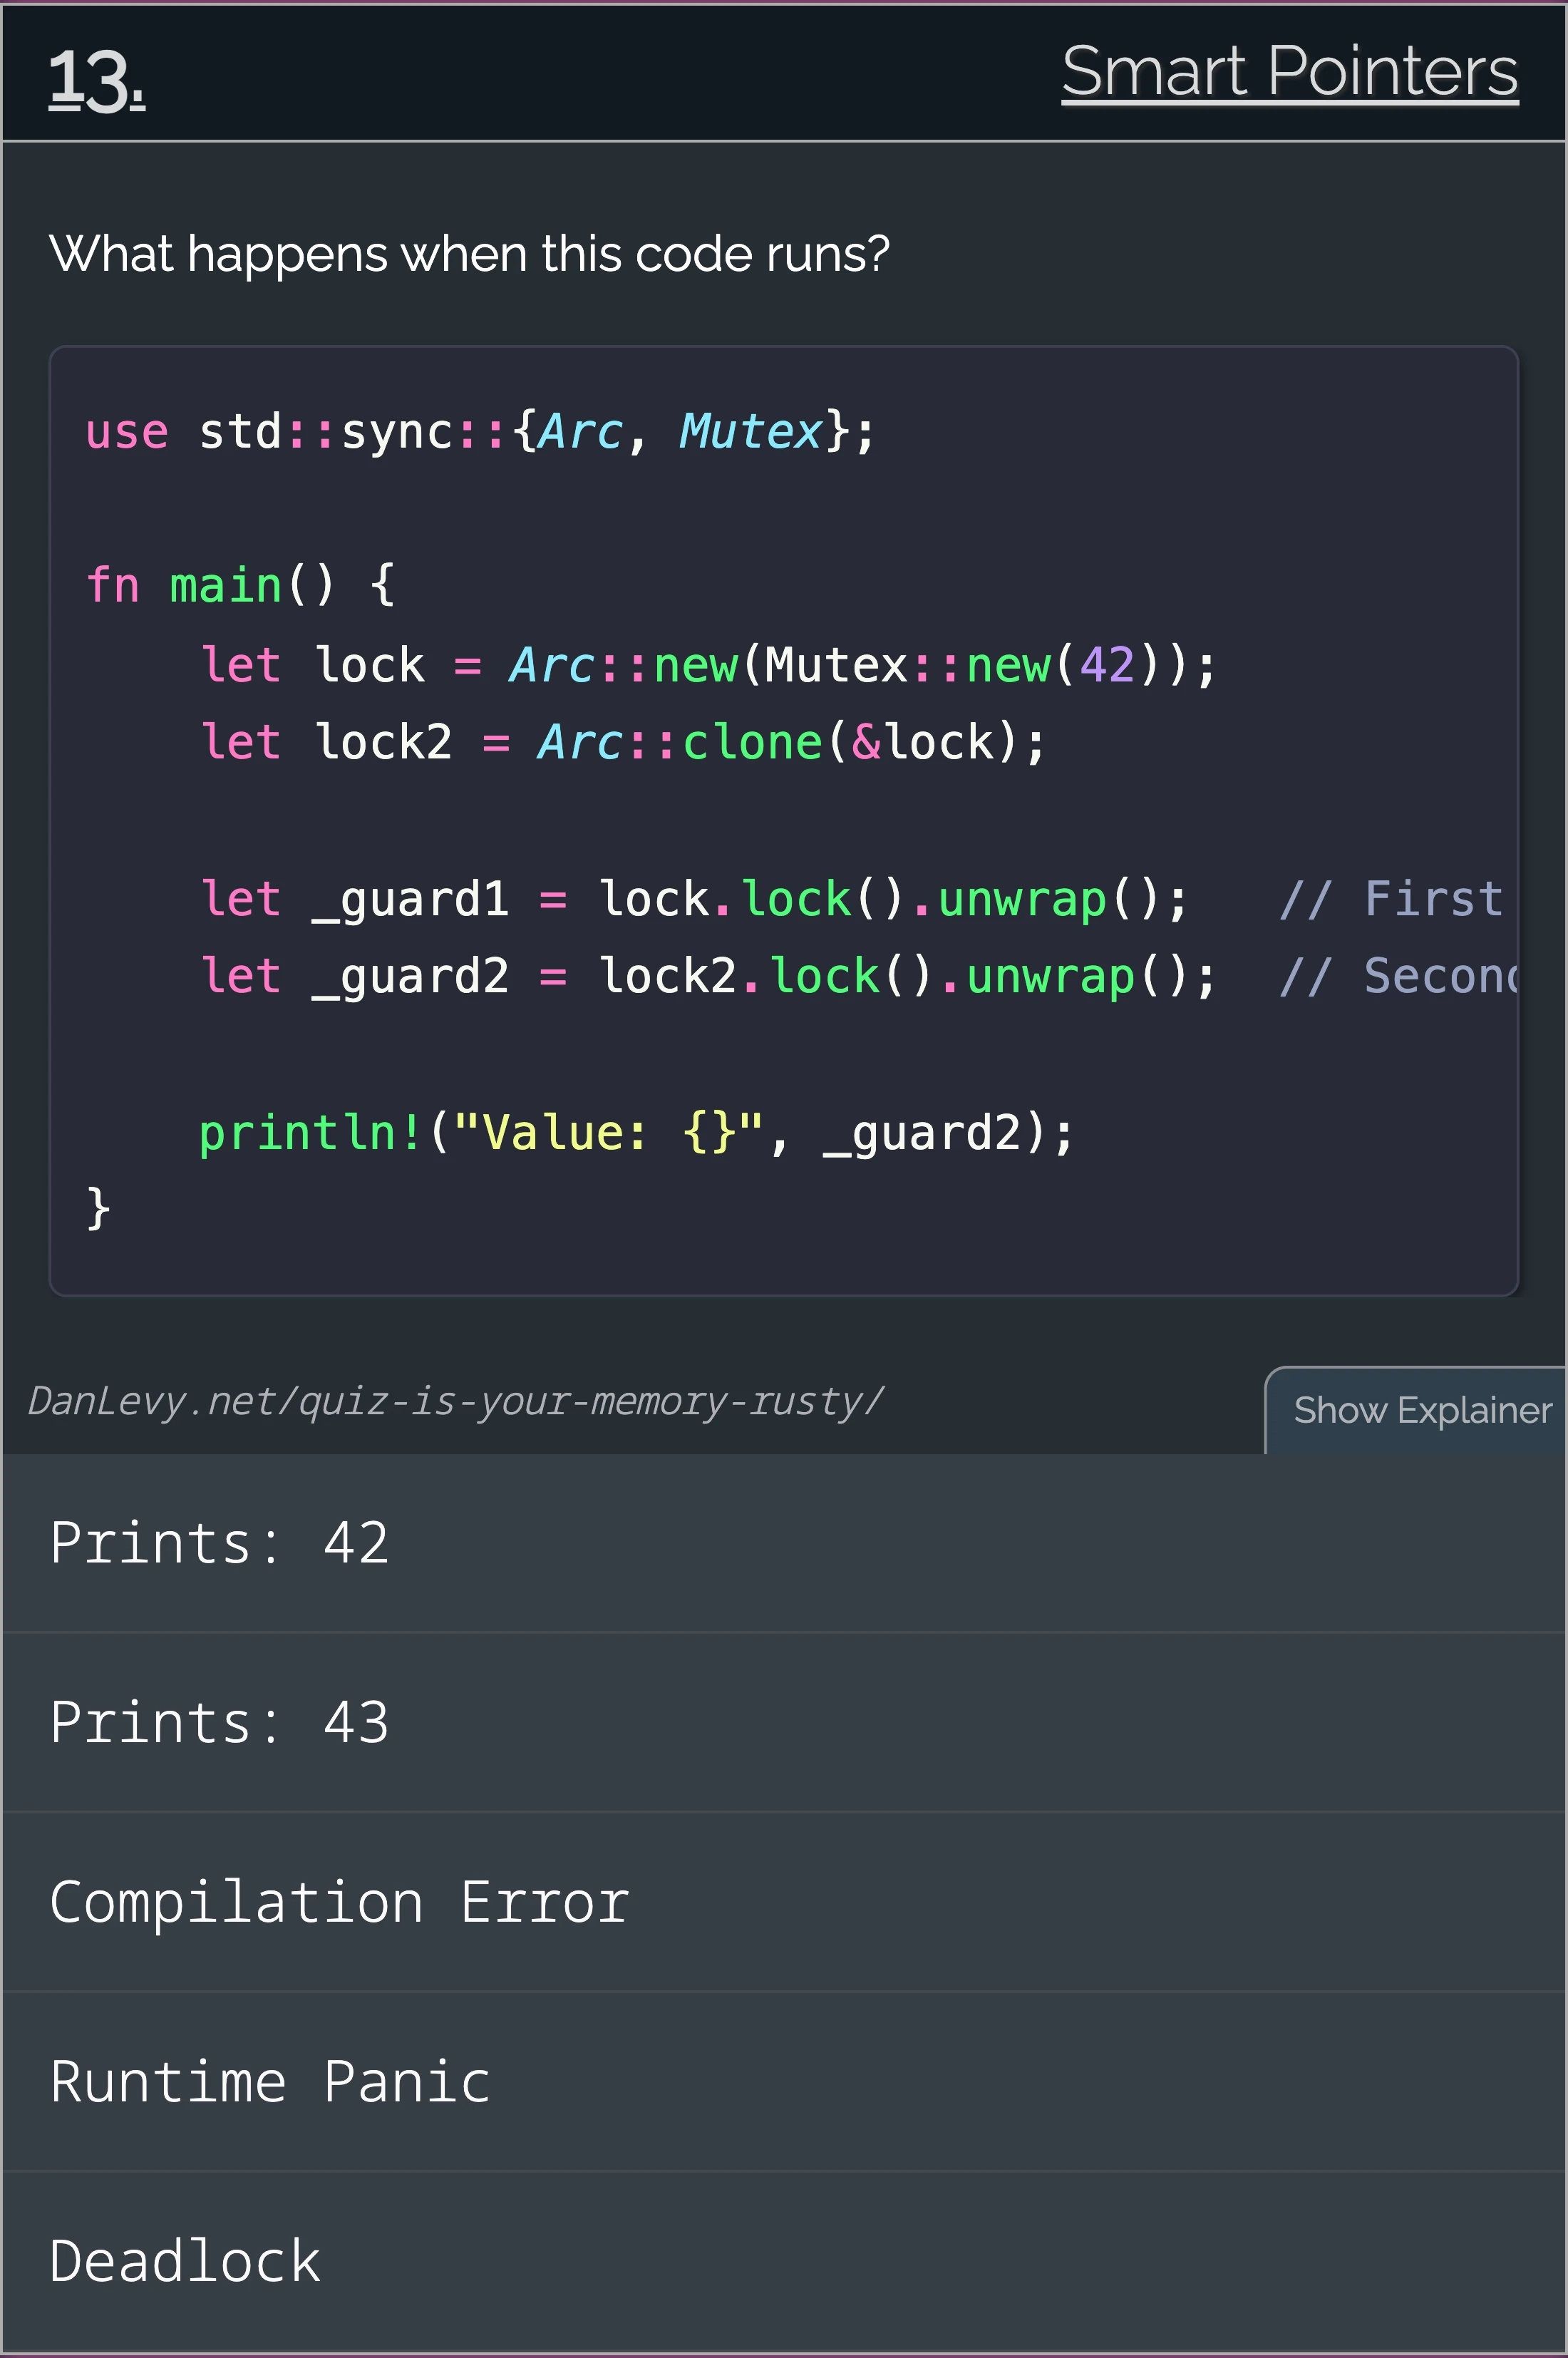 13.
Smart Pointers
What happens when this code runs?
use std::sync::{Arc, Mutex};
fn main() {
    let lock = Arc::new(Mutex::new(42));
    let lock2 = Arc::clone(&lock);
    let _guard1 = lock.lock().unwrap();   // First
    let _guard2 = lock2.lock().unwrap();  // Second
    println!("Value: {}", _guard2);
}
DanLevy.net/quiz-is-your-memory-rusty/
Show Explainer
Prints: 42
Prints: 43
Compilation Error
Runtime Panic
Deadlock